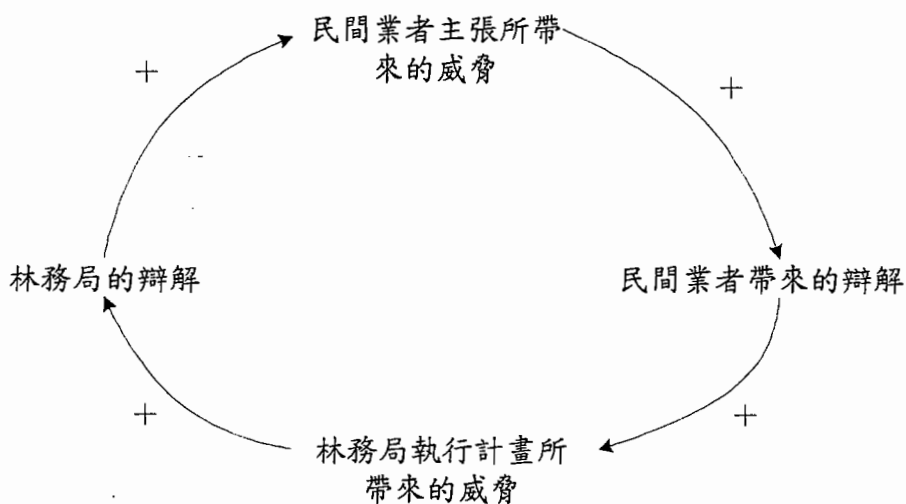 民間業者主張所帶
來的威脅
+
+
林務局的辯解
民間業者帶來的辯解
+
+
林務局執行計畫所
帶來的威脅